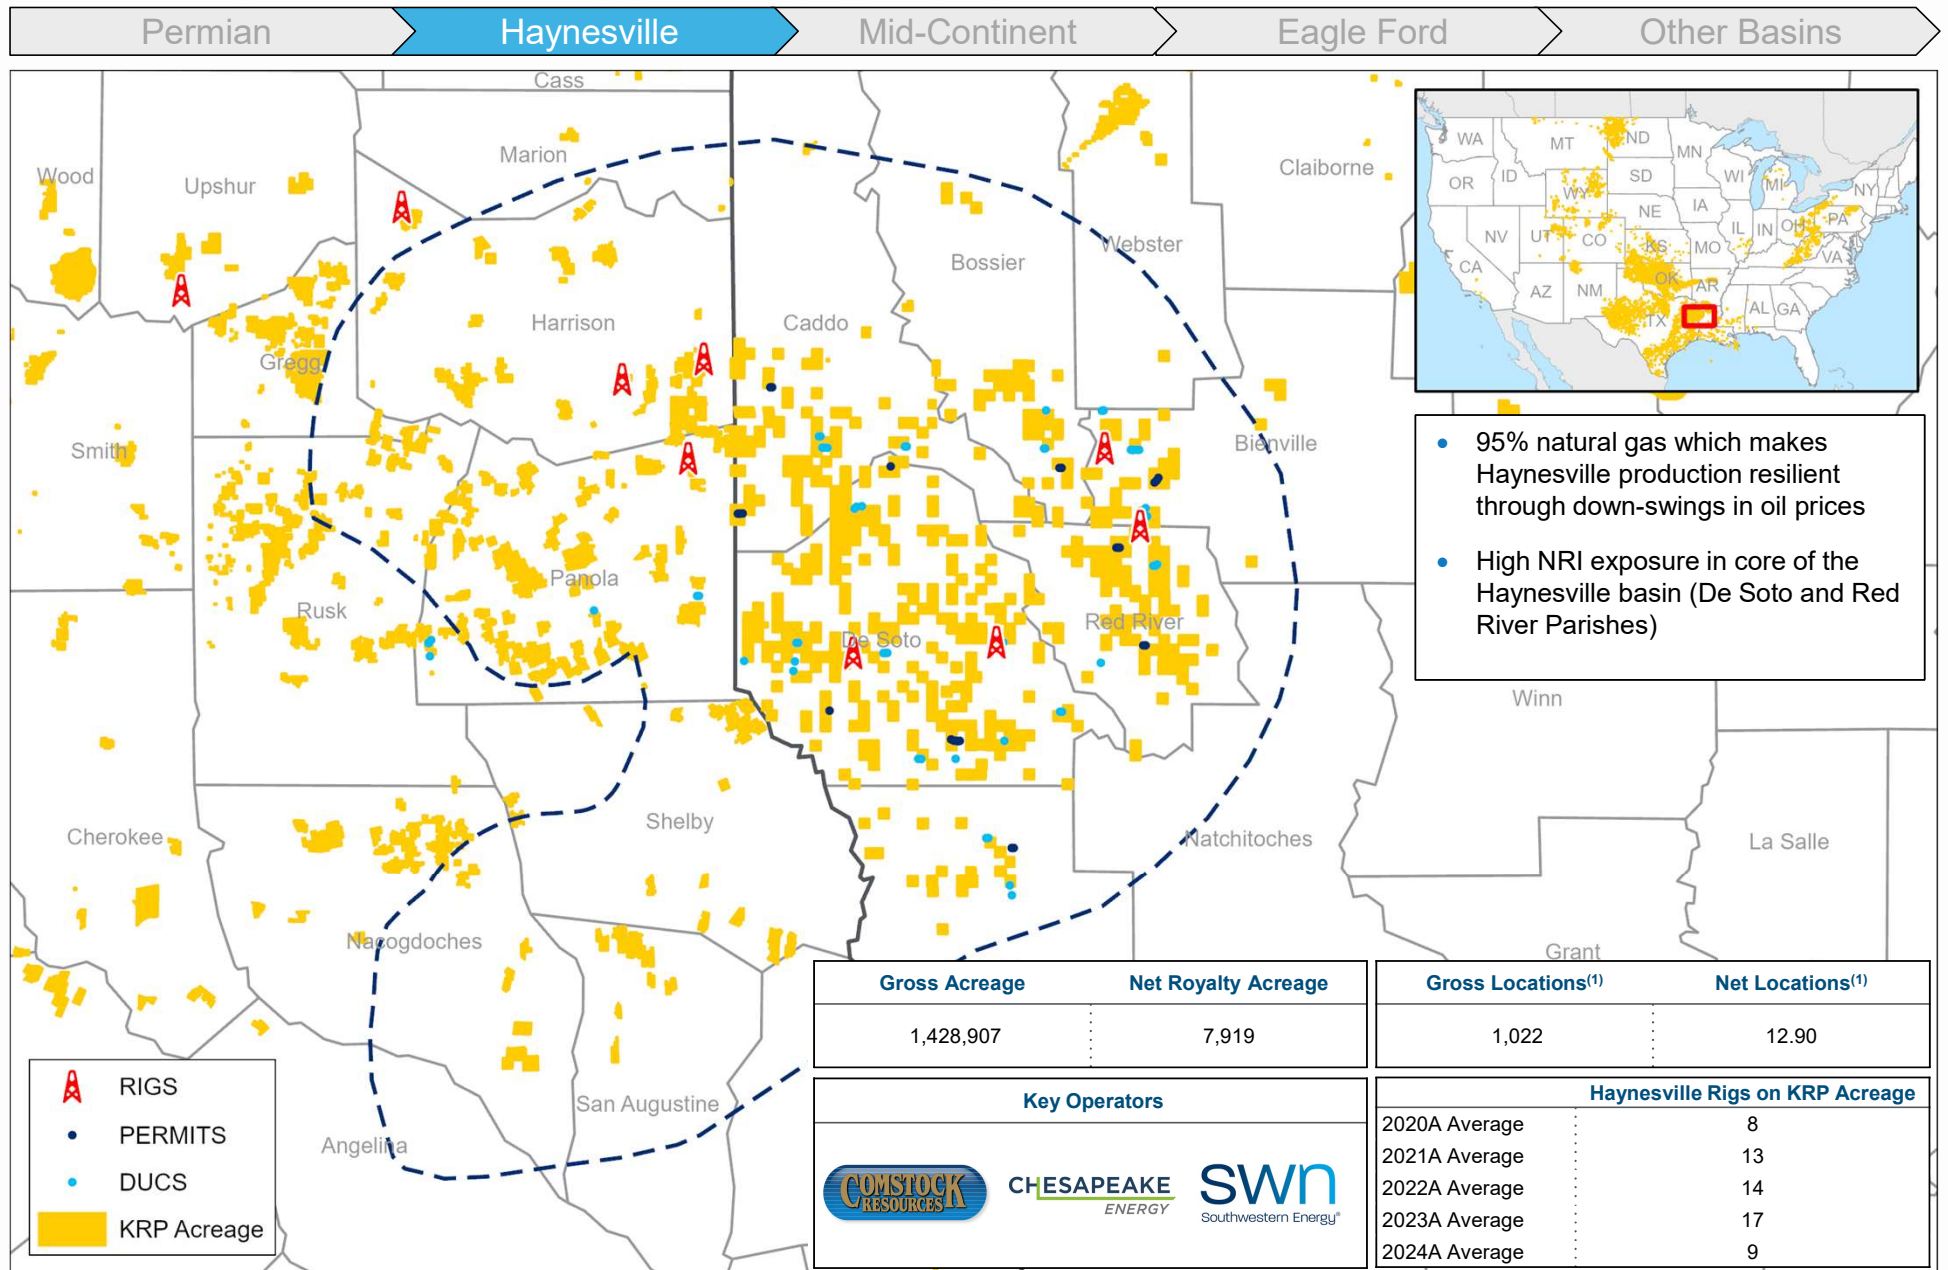 Permian
Haynesville
Mid-Continent
Eagle Ford
Other Basins
Cass
Marion
Wood
Upshur
Claiborne
Webster
Bossier
Harrison
Caddo
Gregg
Smith
Bienville
Panola
Rusk
De Soto
Red River
Winn
Shelby
Cherokee
Natchitoches
La Salle
Nacogdoches
Grant
San Augustine
Angelina
WA
MT
ND
MN
OR
ID
SD
WI
MI
NY
WY
IA
NE
PA
NV
UT
CO
IL
IN
OH
KS
MO
VA
CA
OK
AR
AZ
NM
TX
AL
GA
• 95% natural gas which makes
Haynesville production resilient
through down-swings in oil prices
• High NRI exposure in core of the
Haynesville basin (De Soto and Red
River Parishes)
Gross Acreage Net Royalty Acreage
1,428,907 7,919
Gross Locations(1) Net Locations(1)
1,022 12.90
Key Operators
COMSTOCK
RESOURCES
CHESAPEAKE
ENERGY
swn
Southwestern Energy®
Haynesville Rigs on KRP Acreage
2020A Average 8
2021A Average 13
2022A Average 14
2023A Average 17
2024A Average 9
RIGS
PERMITS
DUCS
KRP Acreage